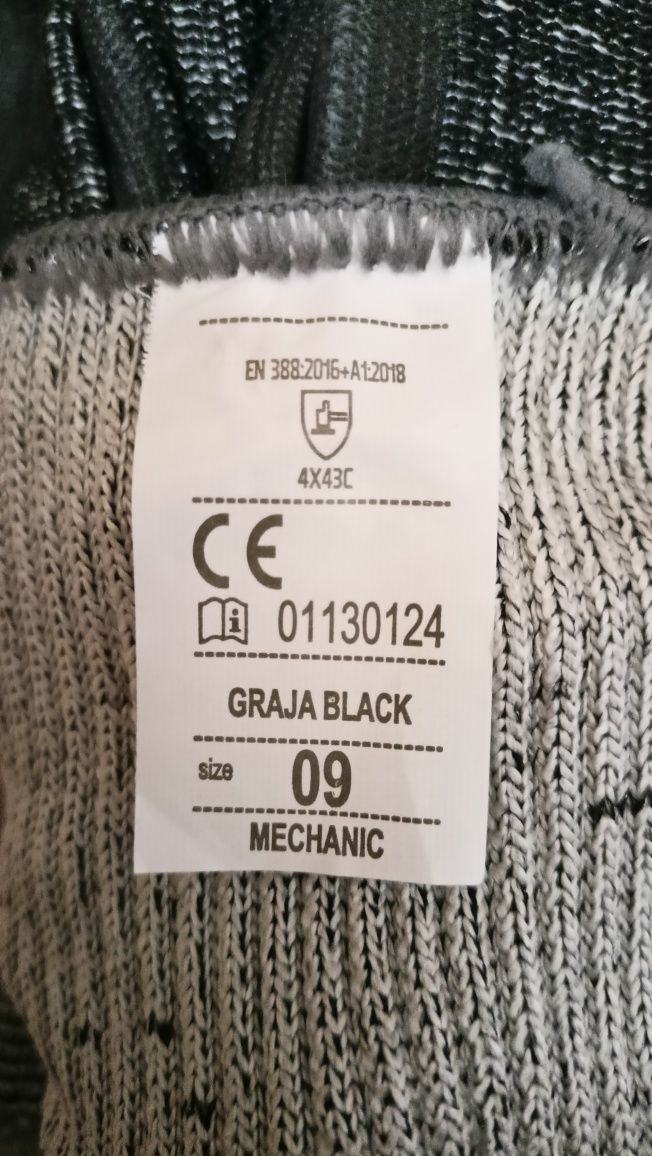 EN 388:2016+A1:2018
4X43C
CE
i 01130124
GRAJA BLACK
size 09
MECHANIC